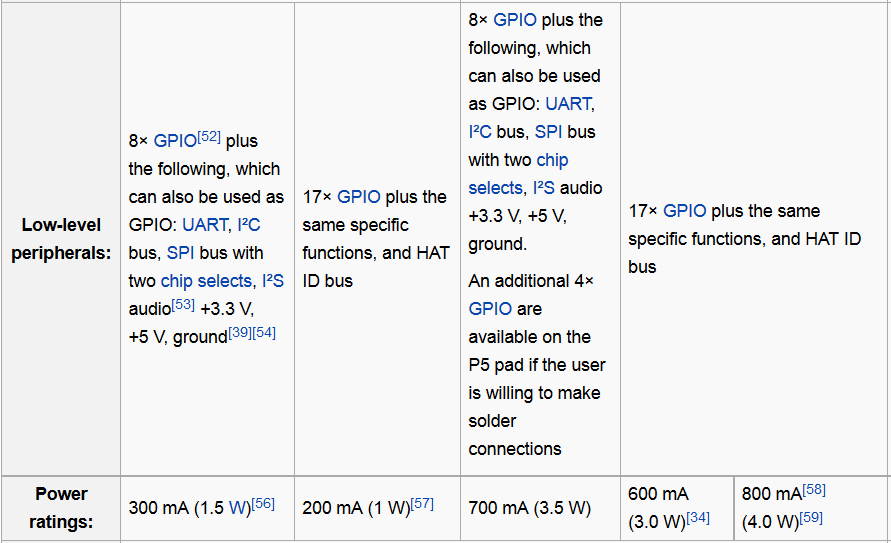 Low-level
peripherals:
8× GPIO[52] plus
the following, which
can also be used as
GPIO: UART, I²C
bus, SPI bus with
two chip selects, I²S
audio[53] +3.3 V,
+5 V, ground[39][54]
17× GPIO plus the
same specific
functions, and HAT
ID bus
8× GPIO plus the
following, which
can also be used
as GPIO: UART,
I²C bus, SPI bus
with two chip
selects, I²S audio
+3.3 V, +5 V,
ground.
An additional 4×
GPIO are
available on the
P5 pad if the user
is willing to make
solder
connections
17× GPIO plus the same
specific functions, and HAT ID
bus
Power
ratings:
300 mA (1.5 W)[56]
200 mA (1 W)[57]
700 mA (3.5 W)
600 mA
(3.0 W)[34]
800 mA[58]
(4.0 W)[59]